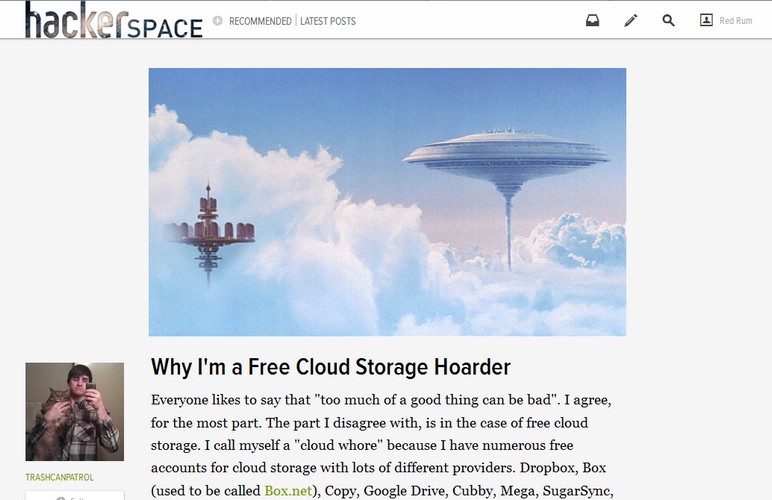 hackerSPACE
RECOMMENDED | LATEST POSTS
Red Rum
Why I'm a Free Cloud Storage Hoarder
Everyone likes to say that "too much of a good thing can be bad". I agree,
for the most part. The part I disagree with, is in the case of free cloud
storage. I call myself a "cloud whore" because I have numerous free
accounts for cloud storage with lots of different providers. Dropbox, Box
(used to be called Box.net), Copy, Google Drive, Cubby, Mega, SugarSync,
TRASHCANPATROL